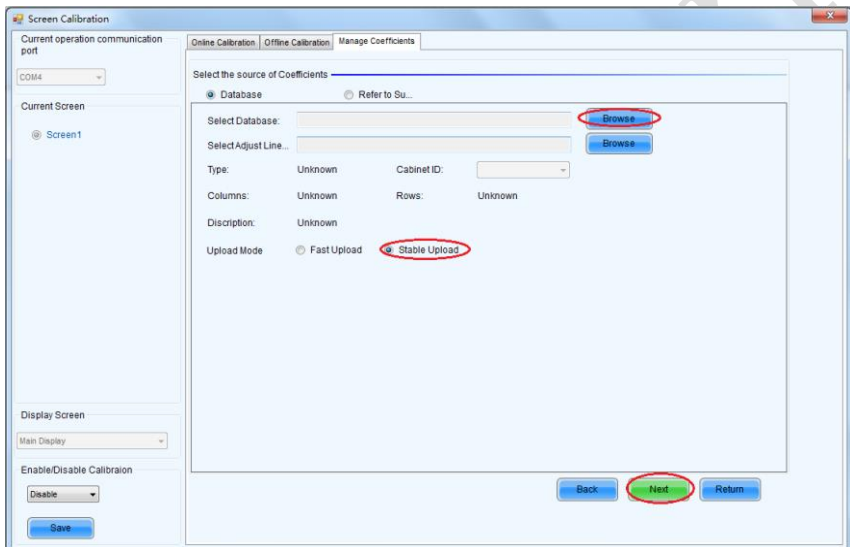 Screen Calibration
Current operation communication
port
COM4
Current Screen
Screen1
Display Screen
Main Display
Enable/Disable Calibraion
Disable
Save
Online Calibration
Offline Calibration
Manage Coefficients
Select the source of Coefficients
Database
Refer to Su...
Select Database:
Browse
Select Adjust Line...
Browse
Type:
Unknown
Cabinet ID:
Columns:
Unknown
Rows:
Unknown
Discription:
Unknown
Upload Mode
Fast Upload
Stable Upload
Back
Next
Return